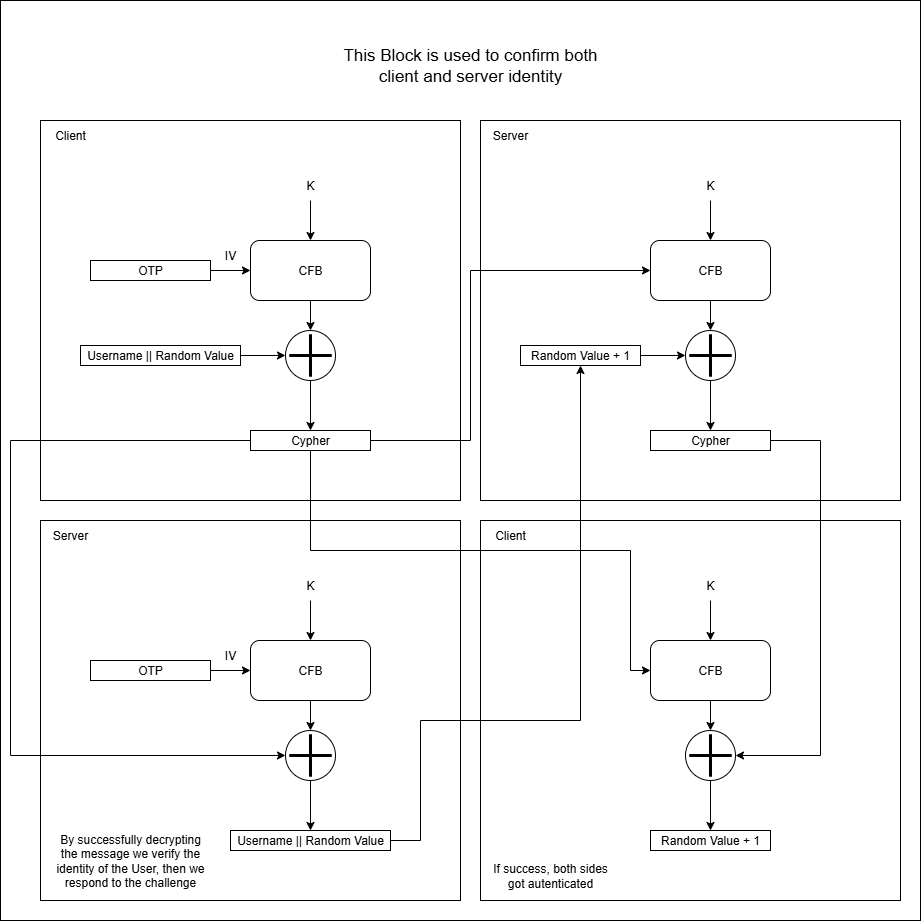 This Block is used to confirm both
client and server identity
Client
K
IV
OTP
CFB
Username || Random Value
Cypher
Server
K
CFB
Random Value + 1
Cypher
Server
K
IV
OTP
CFB
Username || Random Value
By successfully decrypting
the message we verify the
identity of the User, then we
respond to the challenge
Client
K
CFB
Random Value + 1
If success, both sides
got autenticated